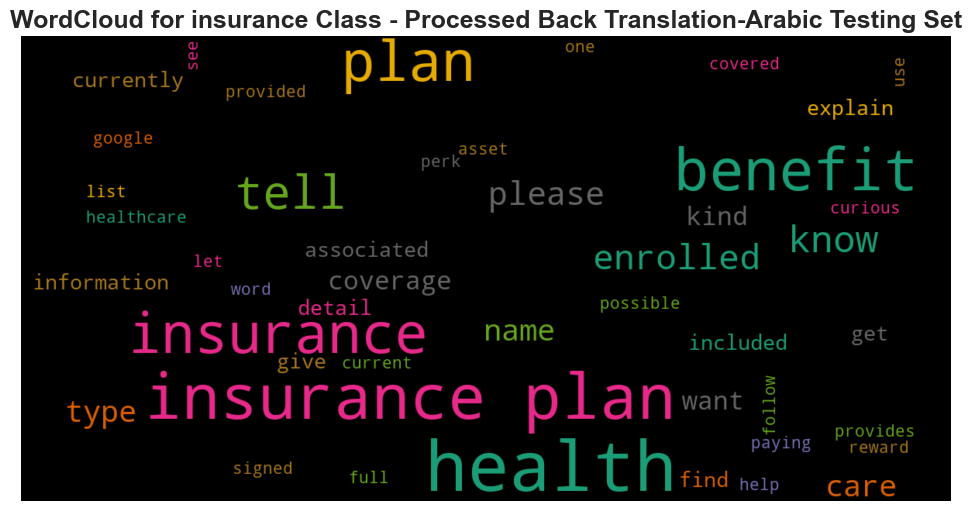 WordCloud for insurance Class - Processed Back Translation-Arabic Testing Set
see
plan
one
covered
use
currently
provided
explain
google
perk
asset
benefit
list
tell
please
kind
curious
healthcare
know
associated
enrolled
let
information
word
coverage
possible
detail
insurance
name
included
get
give
current
type
insurance plan
want
follow
paying
provides
reward
signed
full
health
find
help
care